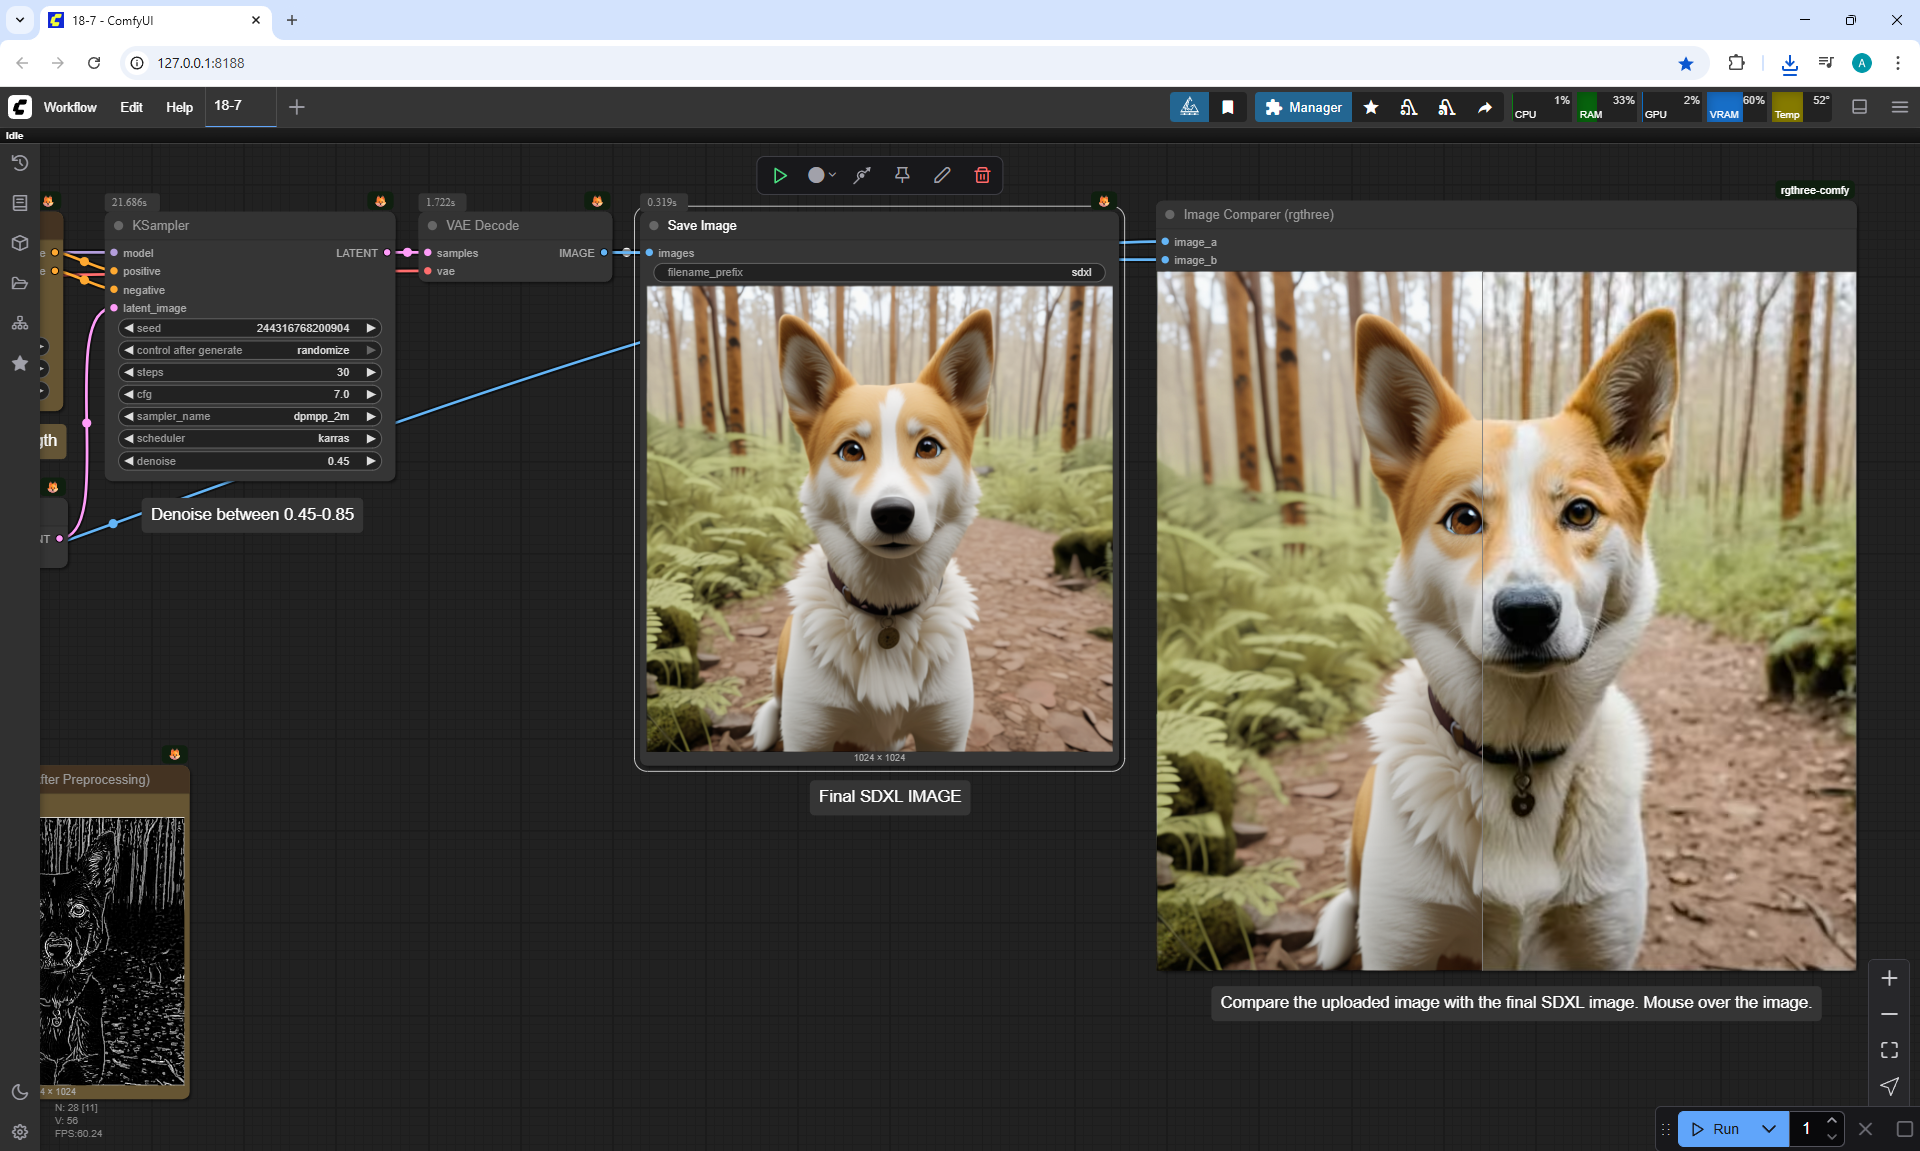 18-7 - ComfyUI
127.0.0.1:8188
Workflow Edit Help 18-7
Manager
CPU 1% RAM 33% GPU 2% VRAM 60% Temp 52°
Idle
rgthree-comfy
21.686s
KSampler
model LATENT
positive
negative
latent_image
seed 244316768200904
control after generate randomize
steps 30
cfg 7.0
sampler_name dpmpp_2m
scheduler karras
denoise 0.45
Denoise between 0.45-0.85
1.722s
VAE Decode
samples IMAGE
vae
0.319s
Save Image
images
filename_prefix sdxl
1024 × 1024
Final SDXL IMAGE
Image Comparer (rgthree)
image_a
image_b
Compare the uploaded image with the final SDXL image. Mouse over the image.
e
e
gth
NT
fter Preprocessing)
4 × 1024
N: 28 [11]
V: 56
FPS:60.24
Run 1
A